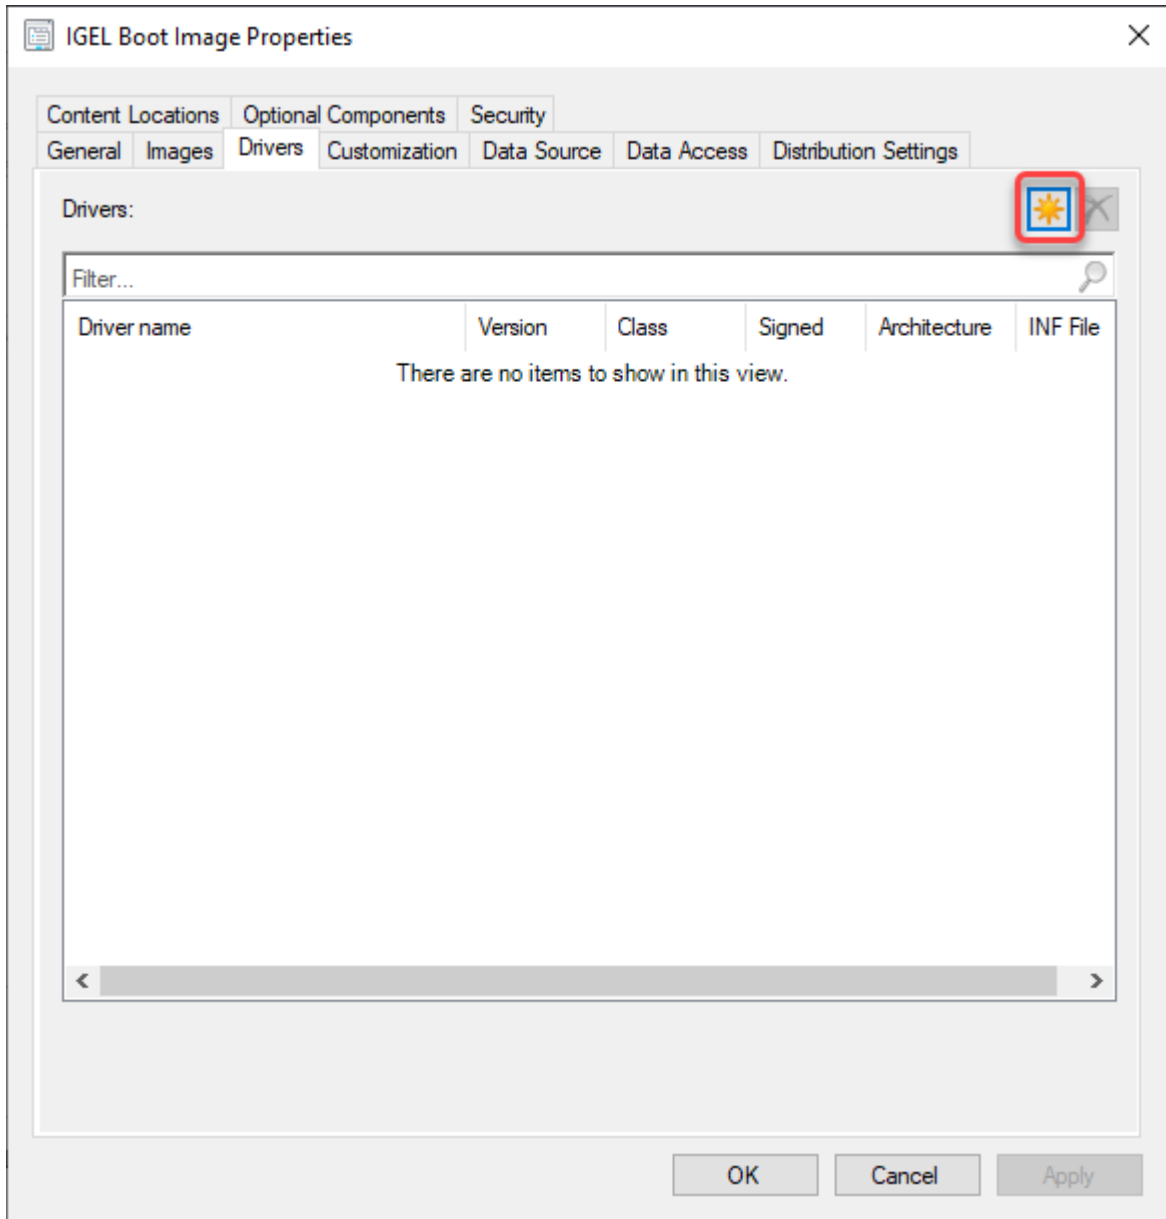 IGEL Boot Image Properties
Content Locations Optional Components Security
General Images Drivers Customization Data Source Data Access Distribution Settings
Drivers:
Filter...
Driver name Version Class Signed Architecture INF File
There are no items to show in this view.
OK Cancel Apply